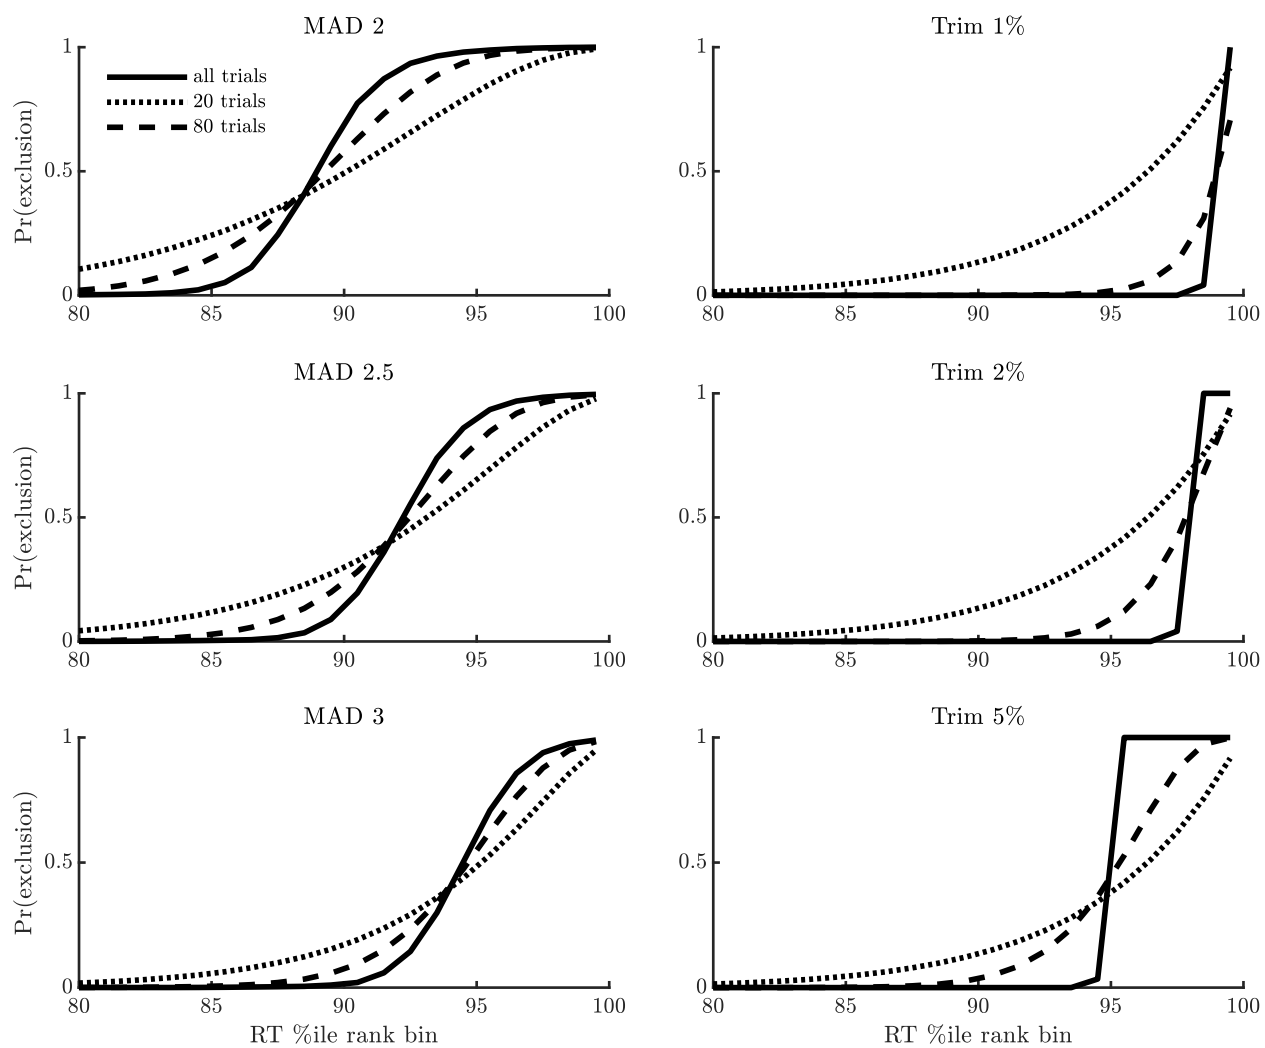 MAD 2
Pr(exclusion)
1
0.5
0
all trials
20 trials
80 trials
80 85 90 95 100
Trim 1%
1
0.5
0
80 85 90 95 100
MAD 2.5
Pr(exclusion)
1
0.5
0
80 85 90 95 100
Trim 2%
1
0.5
0
80 85 90 95 100
MAD 3
Pr(exclusion)
1
0.5
0
80 85 90 95 100
RT %ile rank bin
Trim 5%
1
0.5
0
80 85 90 95 100
RT %ile rank bin